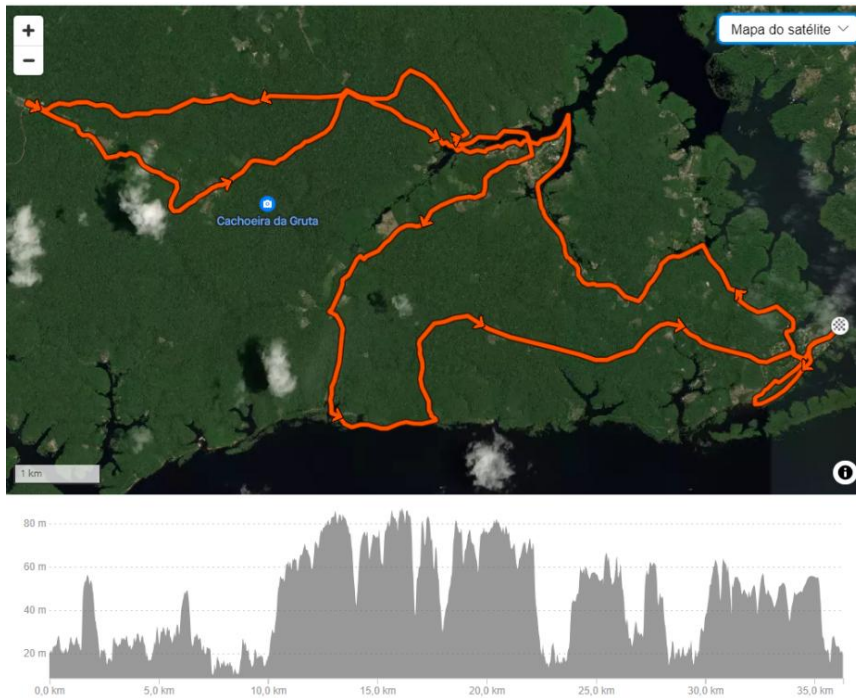 +
Mapa do satélite
−
Cachoeira da Gruta
1 km
80 m
60 m
40 m
20 m
0,0 km 5,0 km 10,0 km 15,0 km 20,0 km 25,0 km 30,0 km 35,0 km